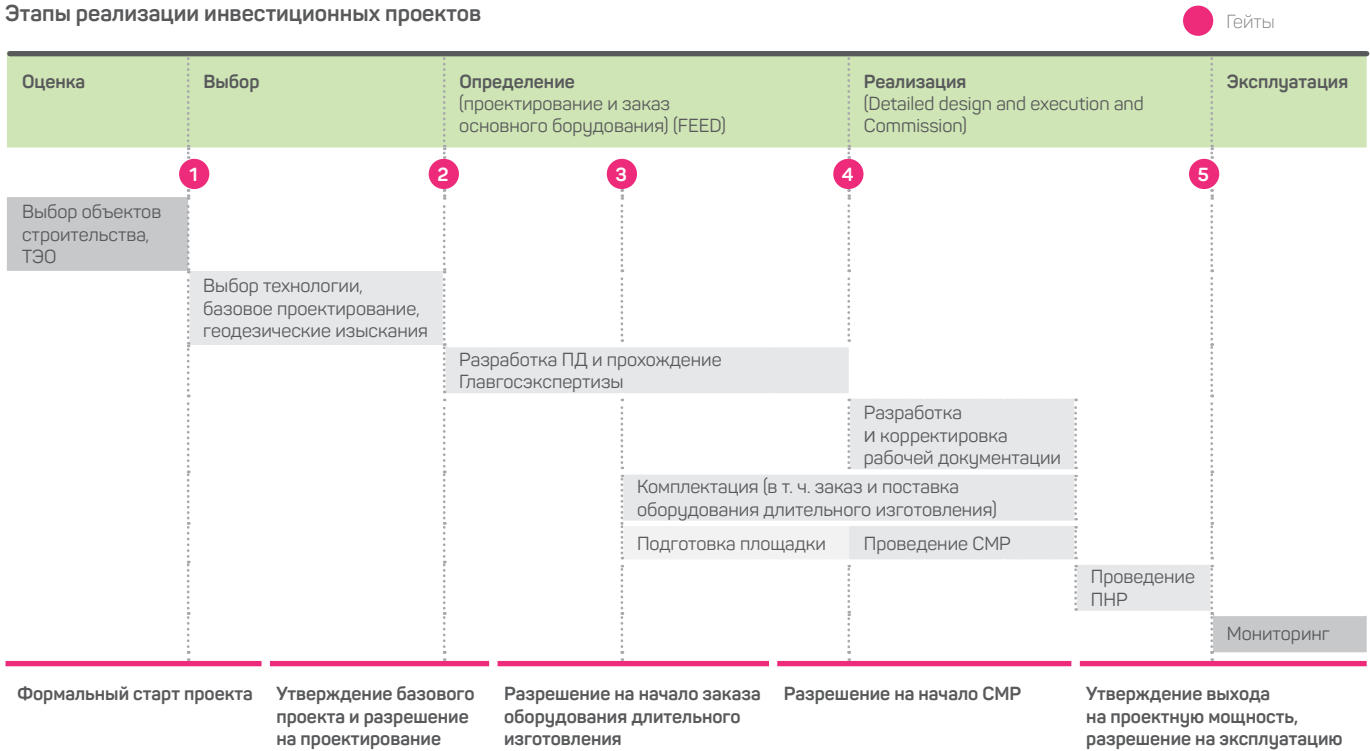 Этапы реализации инвестиционных проектов
Гейты
Оценка
Выбор
Определение
(проектирование и заказ
основного борудования) (FEED)
Реализация
(Detailed design and execution and
Commission)
Эксплуатация
1
2
3
4
5
Выбор объектов
строительства,
ТЭО
Выбор технологии,
базовое проектирование,
геодезические изыскания
Разработка ПД и прохождение
Главгосэкспертизы
Разработка
и корректировка
рабочей документации
Комплектация (в т. ч. заказ и поставка
оборудования длительного изготовления)
Подготовка площадки
Проведение СМР
Проведение
ПНР
Мониторинг
Формальный старт проекта
Утверждение базового
проекта и разрешение
на проектирование
Разрешение на начало заказа
оборудования длительного
изготовления
Разрешение на начало СМР
Утверждение выхода
на проектную мощность,
разрешение на эксплуатацию